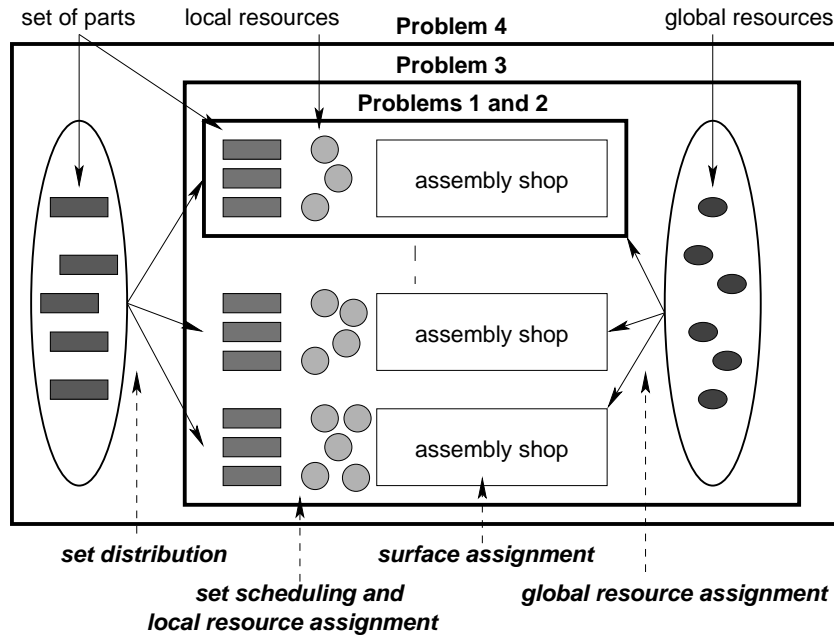 set of parts
local resources
Problem 4
global resources
Problem 3
Problems 1 and 2
assembly shop
assembly shop
assembly shop
set distribution
surface assignment
set scheduling and
local resource assignment
global resource assignment